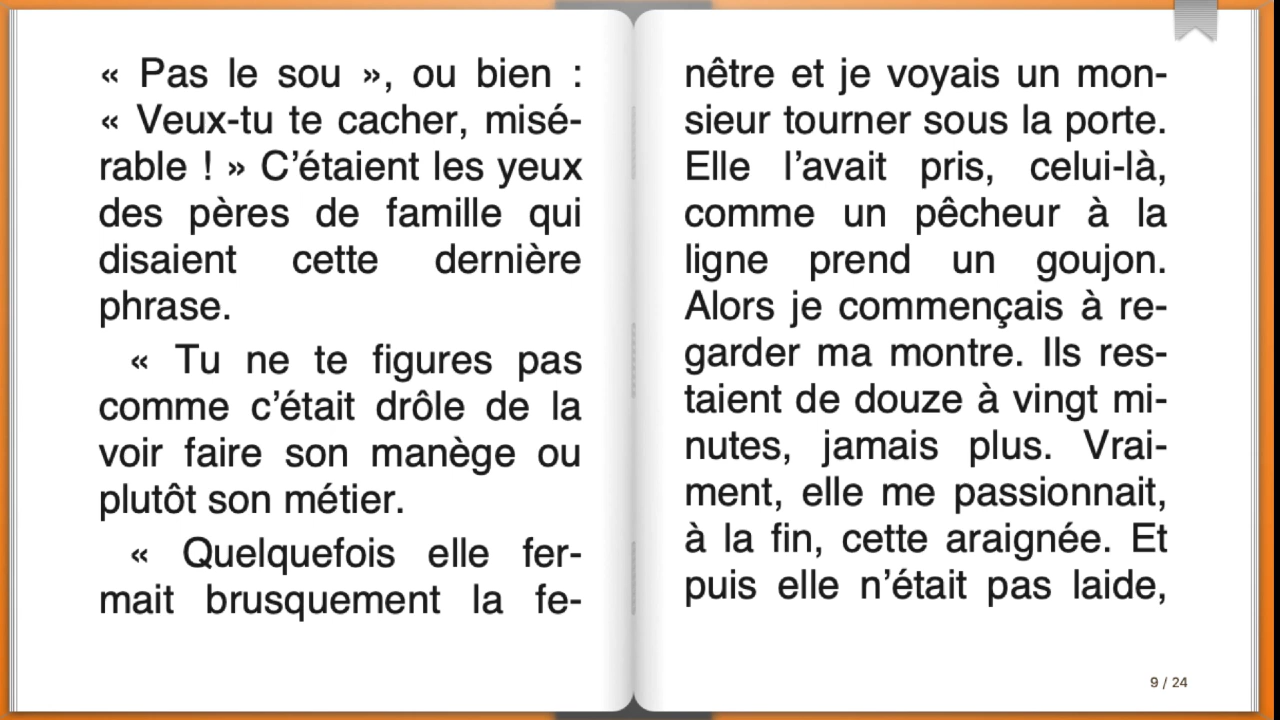 « Pas le sou », ou bien :
« Veux-tu te cacher, misé-
rable ! » C’étaient les yeux
des pères de famille qui
disaient cette dernière
phrase.
« Tu ne te figures pas
comme c’était drôle de la
voir faire son manège ou
plutôt son métier.
« Quelquefois elle fer-
mait brusquement la fe-
nêtre et je voyais un mon-
sieur tourner sous la porte.
Elle l’avait pris, celui-là,
comme un pêcheur à la
ligne prend un goujon.
Alors je commençais à re-
garder ma montre. Ils res-
taient de douze à vingt mi-
nutes, jamais plus. Vrai-
ment, elle me passionnait,
à la fin, cette araignée. Et
puis elle n’était pas laide,
9 / 24